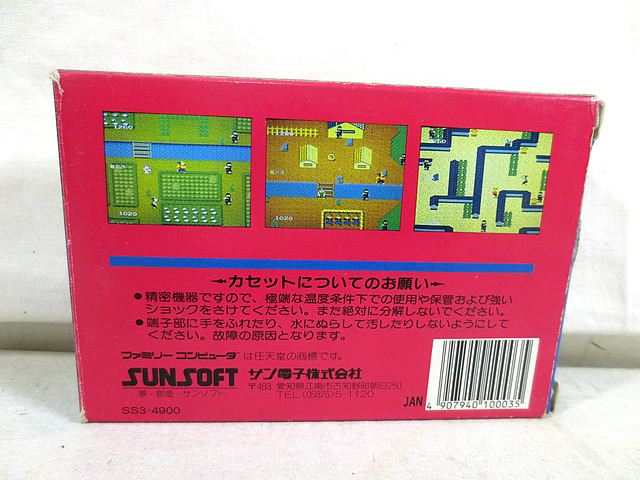 1260
1020
1260
1020
カセットについてのお願い
●精密機器ですので、極端な温度条件下での使用や保管および強い
ショックをさけてください。また絶対に分解しないでください。
●端子部に手をふれたり、水にぬらして汚したりしないようにして
ください。故障の原因となります。
ファミリーコンピュータは任天堂の商標です。
SUNSOFT サン電子株式会社
夢・創造・サンソフト
〒483 愛知県江南市古知野町朝日250
TEL(05875)5-1120
SS3-4900
JAN
4 907940 100035